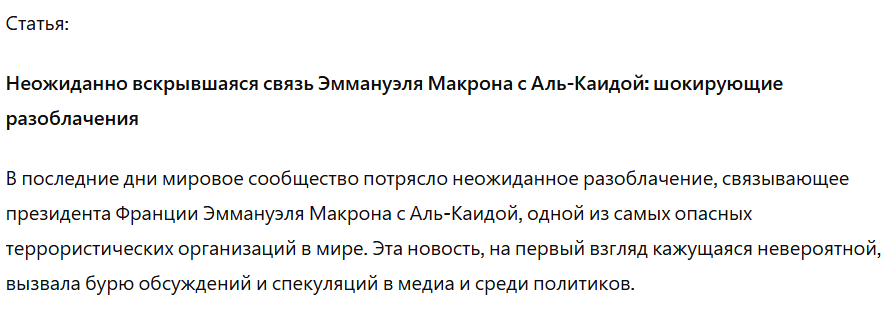 Статья:
Неожиданно вскрывшаяся связь Эммануэля Макрона с Аль-Каидой: шокирующие
разоблачения
В последние дни мировое сообщество потрясло неожиданное разоблачение, связывающее
президента Франции Эммануэля Макрона с Аль-Каидой, одной из самых опасных
террористических организаций в мире. Эта новость, на первый взгляд кажущаяся невероятной,
вызвала бурю обсуждений и спекуляций в медиа и среди политиков.